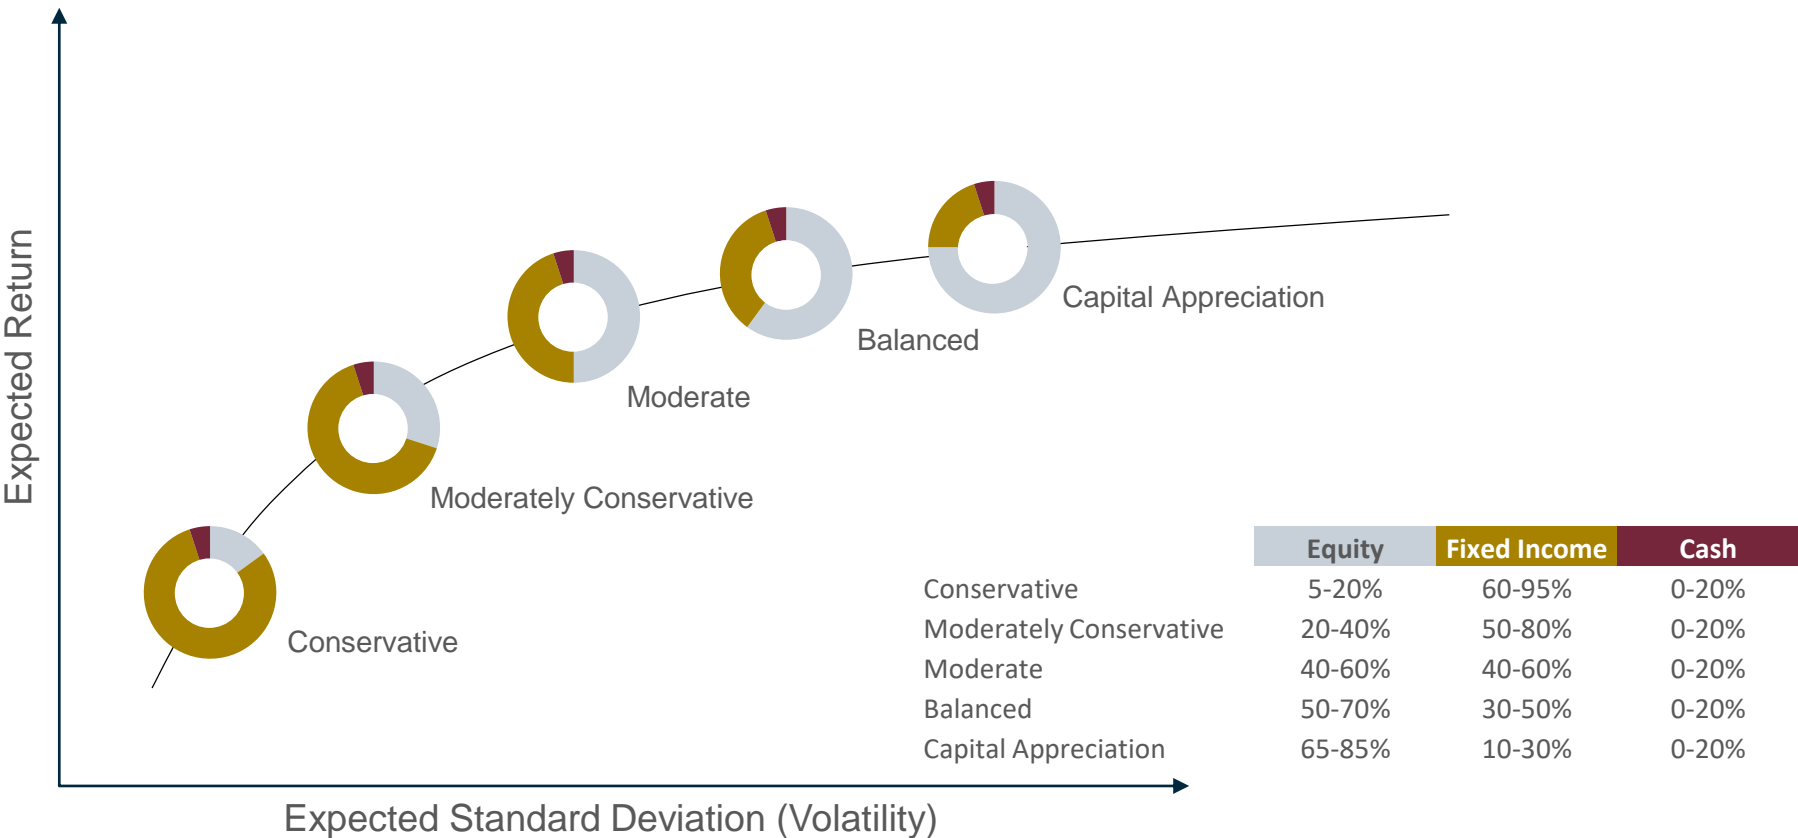 Expected Return
Capital Appreciation
Balanced
Moderate
Moderately Conservative
Conservative
Equity Fixed Income Cash
Conservative 5-20% 60-95% 0-20%
Moderately Conservative 20-40% 50-80% 0-20%
Moderate 40-60% 40-60% 0-20%
Balanced 50-70% 30-50% 0-20%
Capital Appreciation 65-85% 10-30% 0-20%
Expected Standard Deviation (Volatility)